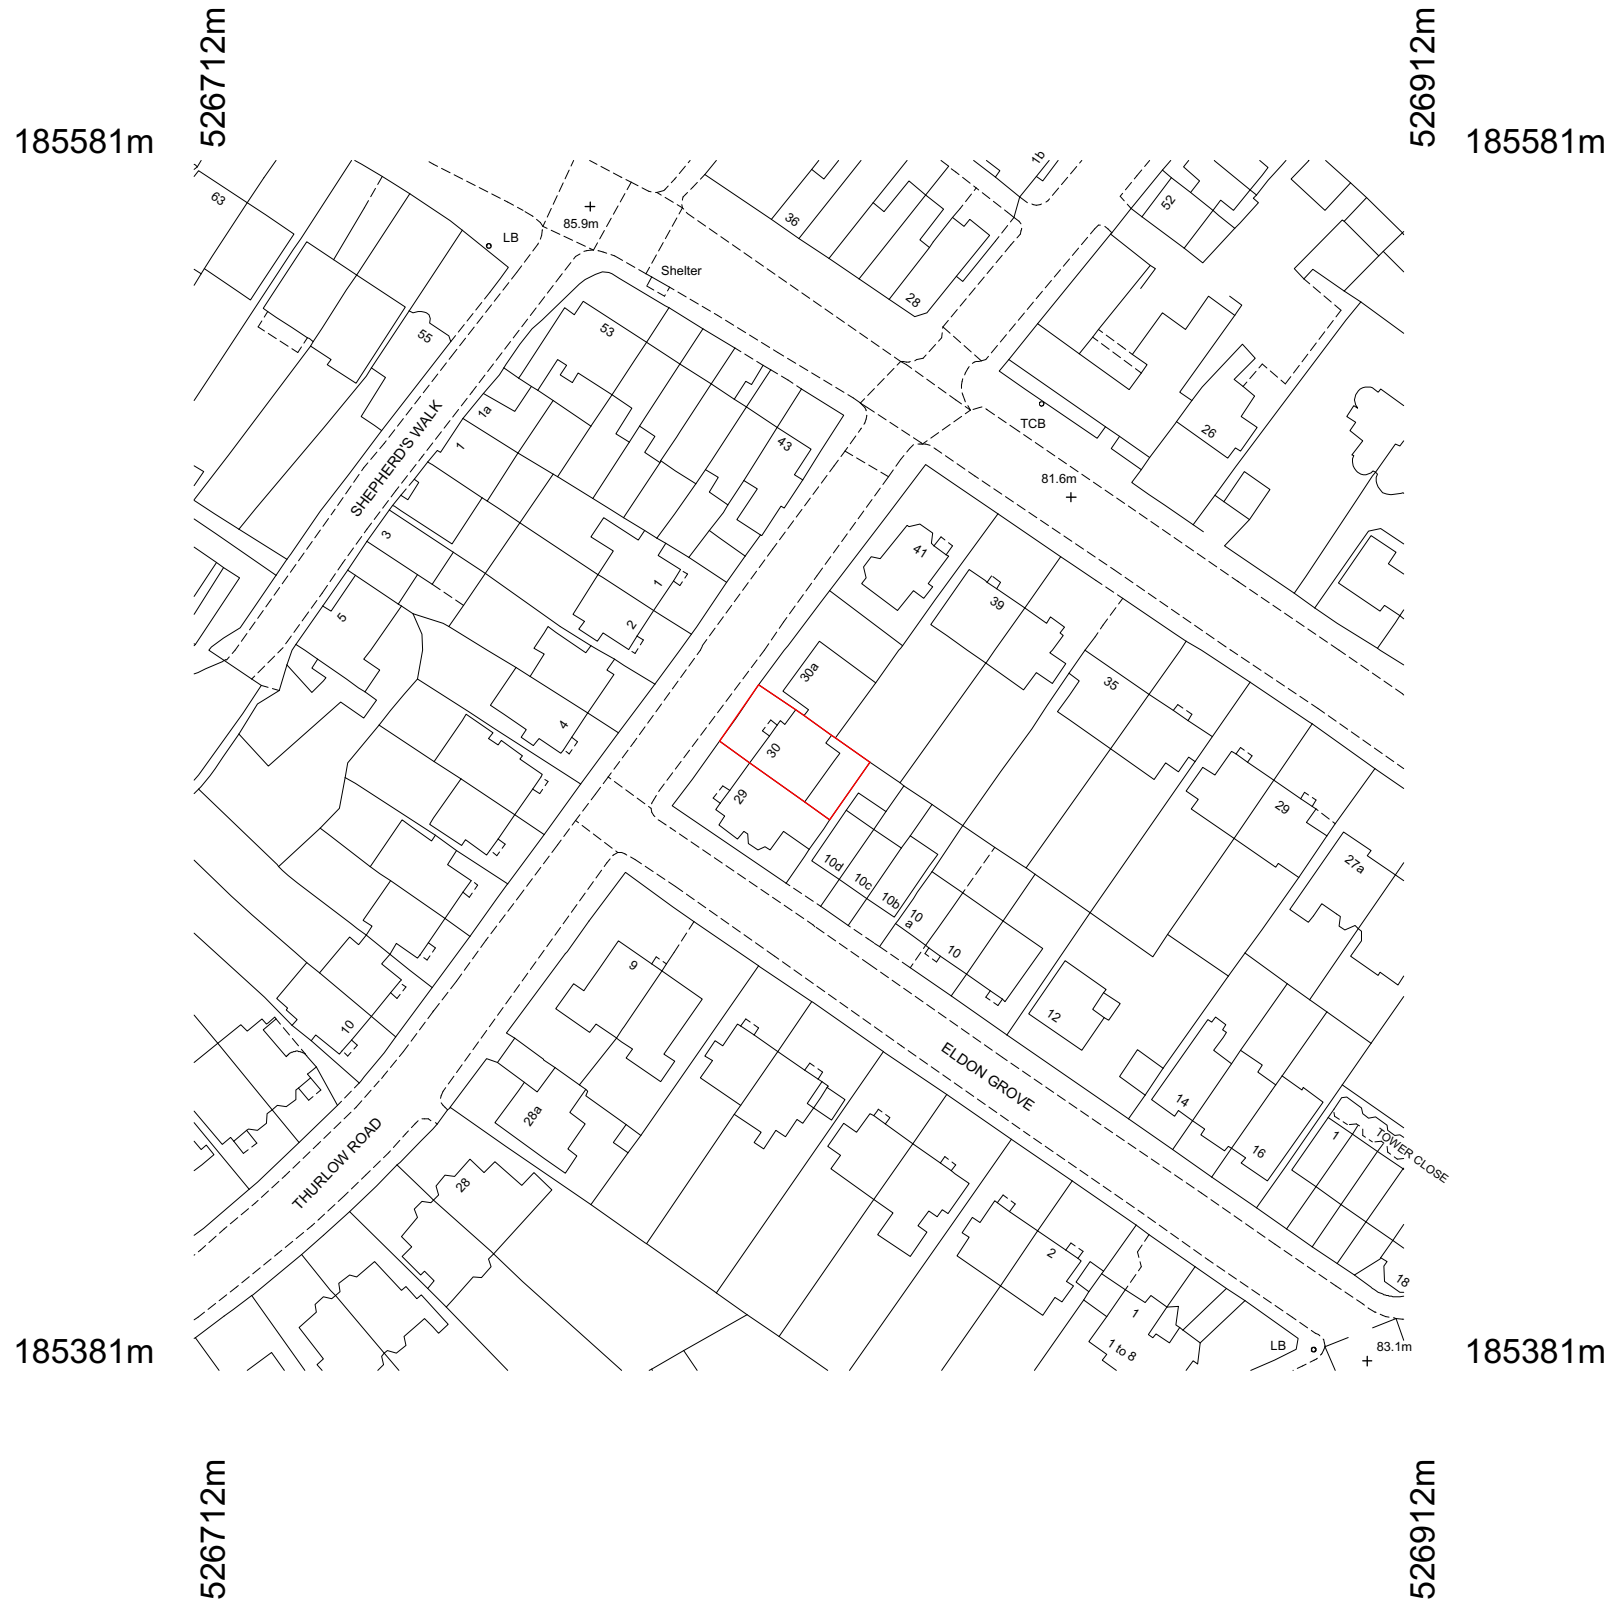 526712m
526912m
185581m
185581m
63
85.9m
LB
36
1b
52
Shelter
28
53
55
SHEPHERD'S WALK
1a
1
43
TCB
26
81.6m
3
41
1
39
5
2
30a
35
4
30
29
29
10d
10c
10b
10
a
10
27a
9
12
10
ELDON GROVE
28a
14
16
1
TOWER CLOSE
THURLOW ROAD
28
2
18
1
1 to 8
LB
83.1m
185381m
185381m
526712m
526912m